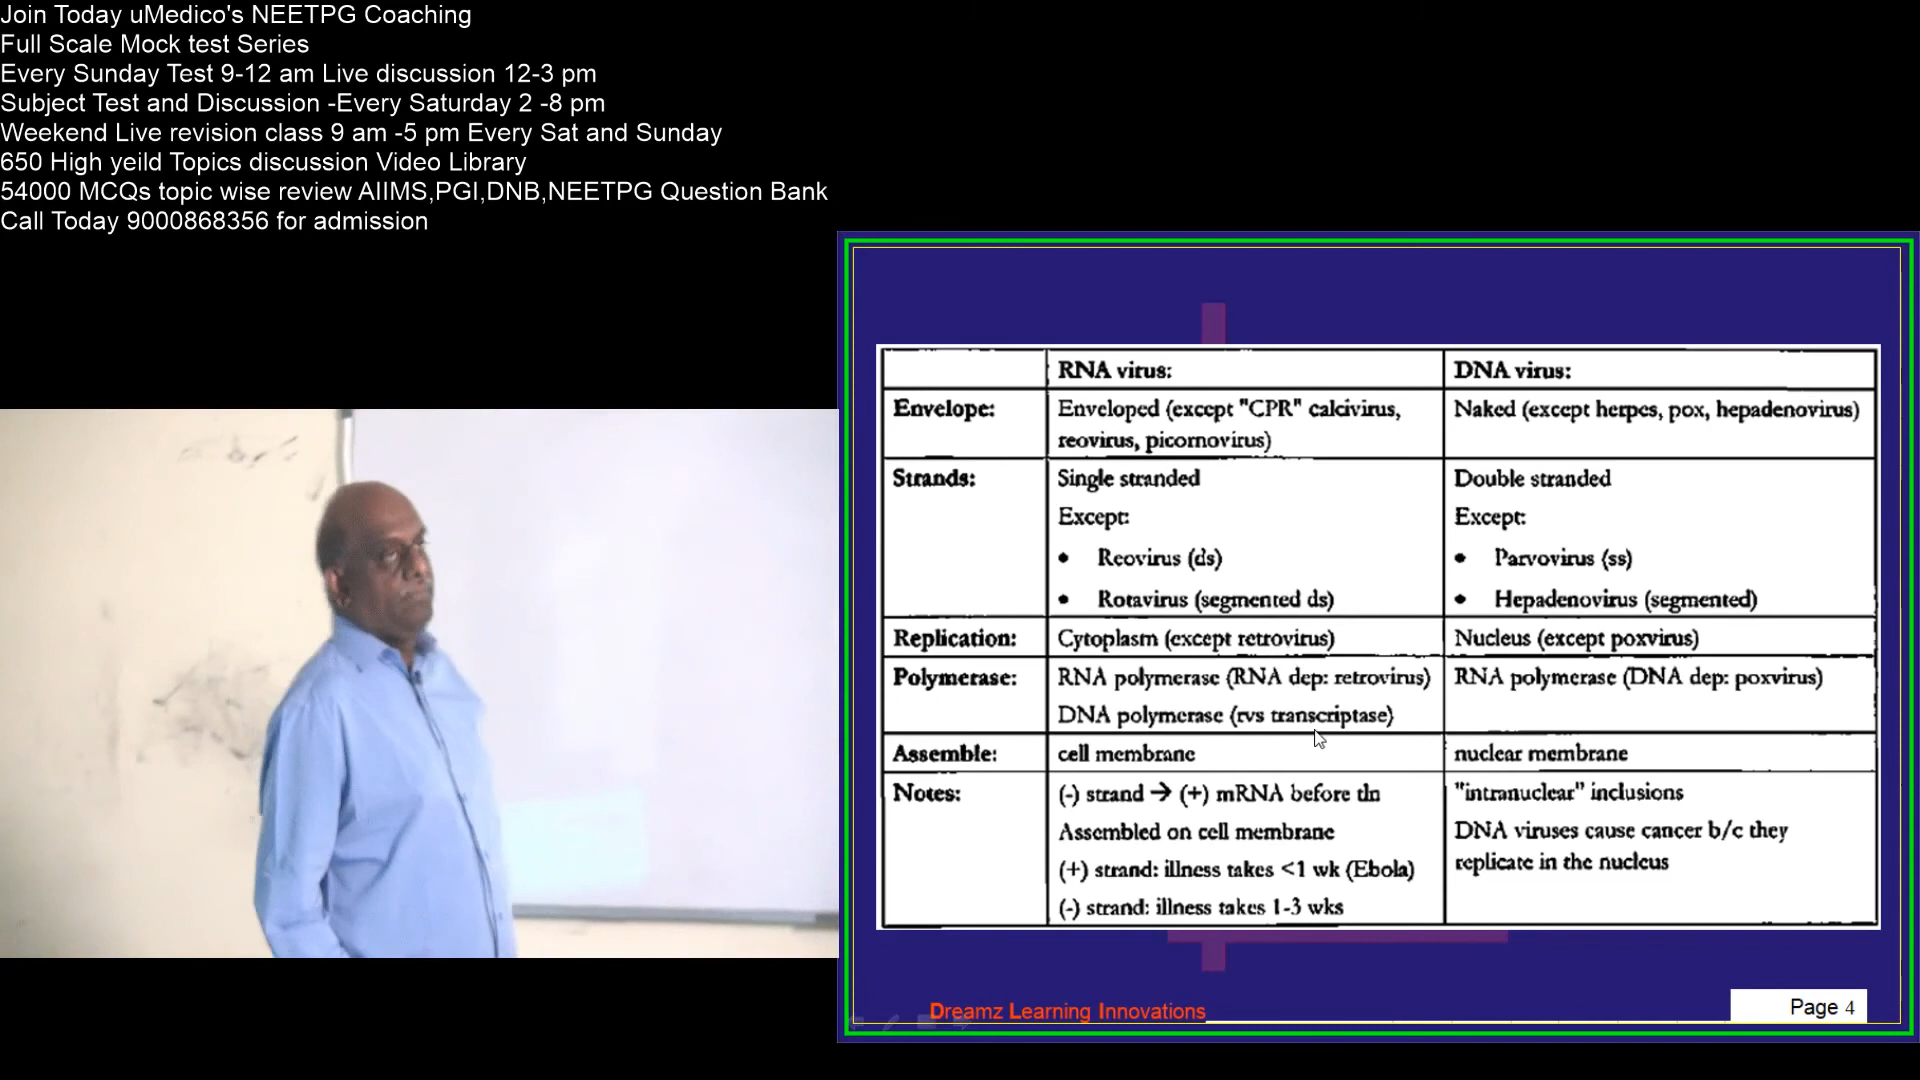 Join Today uMedico's NEETPG Coaching
Full Scale Mock test Series
Every Sunday Test 9-12 am Live discussion 12-3 pm
Subject Test and Discussion -Every Saturday 2 -8 pm
Weekend Live revision class 9 am -5 pm Every Sat and Sunday
650 High yeild Topics discussion Video Library
54000 MCQs topic wise review AIIMS,PGI,DNB,NEETPG Question Bank
Call Today 9000868356 for admission
RNA virus: DNA virus:
Envelope: Enveloped (except "CPR" calcivirus, Naked (except herpes, pox, hepadenovirus)
reovirus, picornovirus)
Strands: Single stranded Double stranded
Except: Except:
• Reovirus (ds) • Parvovirus (ss)
• Rotavirus (segmented ds) • Hepadenovirus (segmented)
Replication: Cytoplasm (except retrovirus) Nucleus (except poxvirus)
Polymerase: RNA polymerase (RNA dep: retrovirus) RNA polymerase (DNA dep: poxvirus)
DNA polymerase (rvs transcriptase)
Assemble: cell membrane nuclear membrane
Notes: (-) strand → (+) mRNA before tln "intranuclear" inclusions
Assembled on cell membrane DNA viruses cause cancer b/c they
(+) strand: illness takes <1 wk (Ebola) replicate in the nucleus
(-) strand: illness takes 1-3 wks
Dreamz Learning Innovations
Page 4